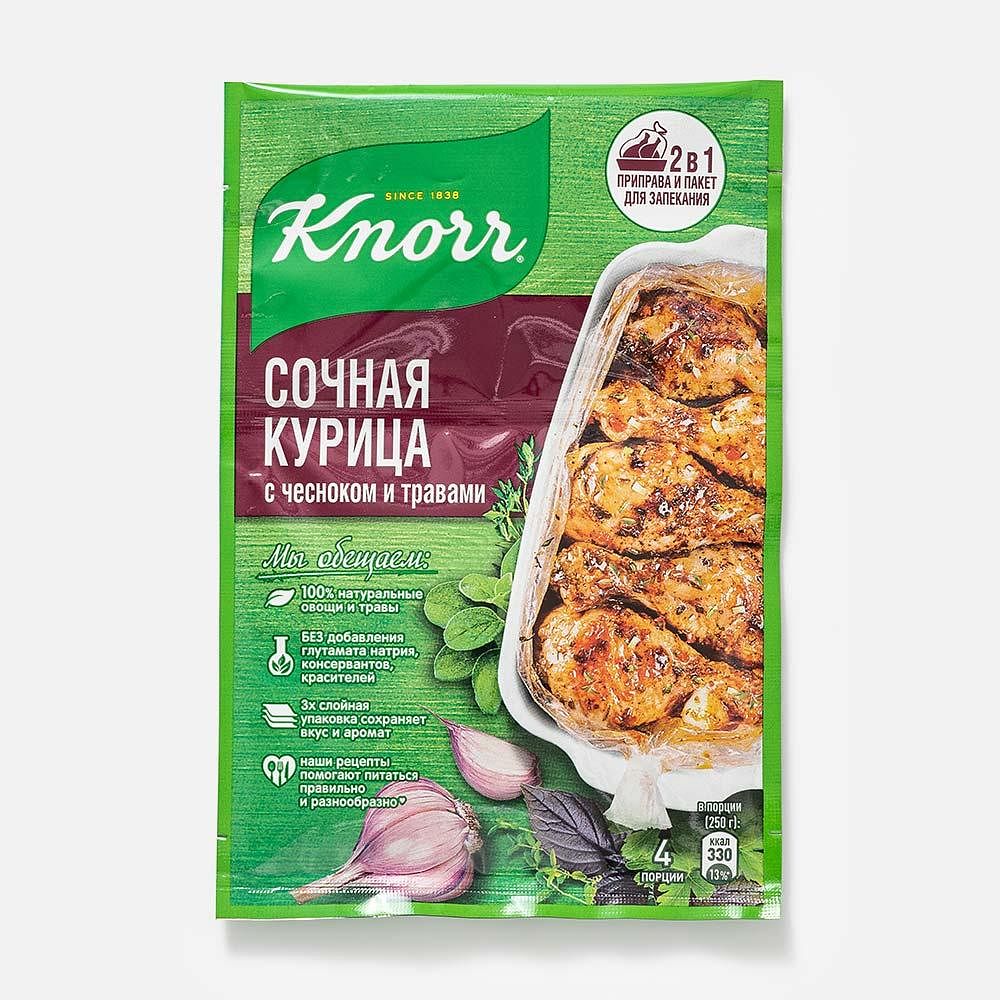 SINCE 1838
Knorr®
2 в 1
ПРИПРАВА И ПАКЕТ
ДЛЯ ЗАПЕКАНИЯ
СОЧНАЯ
КУРИЦА
С ЧЕСНОКОМ И ТРАВАМИ
Мы обещаем:
100% натуральные
овощи и травы
БЕЗ добавления
глутамата натрия,
консервантов,
красителей
3х слойная
упаковка сохраняет
вкус и аромат
наши рецепты
помогают питаться
правильно
и разнообразно♥
4
ПОРЦИИ
в порции
(250 г):
ккал
330
13%*